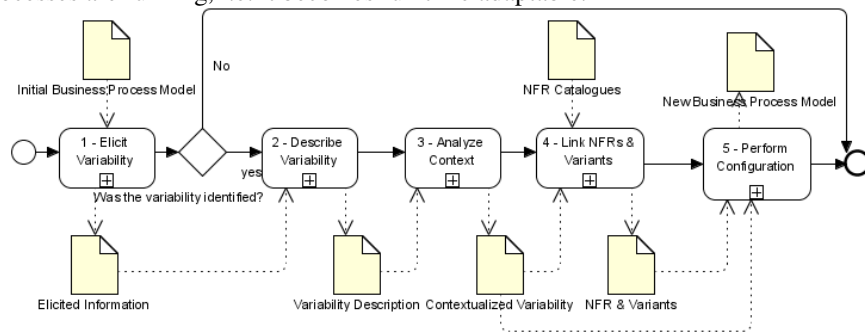 are running,
No
Initial Business Process Model
NFR Catalogues
New Business Process Model
1 - Elicit
Variability
2 - Describe
Variability
3 - Analyze
Context
4 - Link NFRs &
Variants
5 - Perform
Configuration
yes
Was the variability identified?
Elicited Information
Variability Description
Contextualized Variability
NFR & Variants